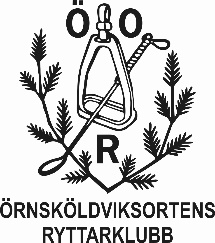 Ö O
R
ÖRNSKÖLDVIKSORTENS
RYTTARKLUBB